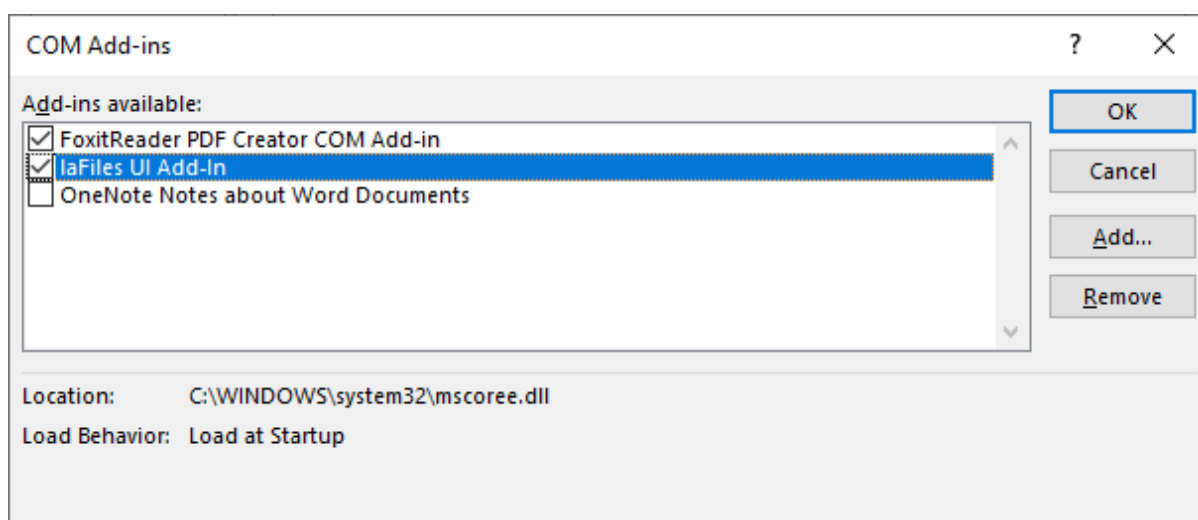 COM Add-ins
?
Add-ins available:
FoxitReader PDF Creator COM Add-in
IaFiles UI Add-In
OneNote Notes about Word Documents
OK
Cancel
Add...
Remove
Location: C:\WINDOWS\system32\mscoree.dll
Load Behavior: Load at Startup